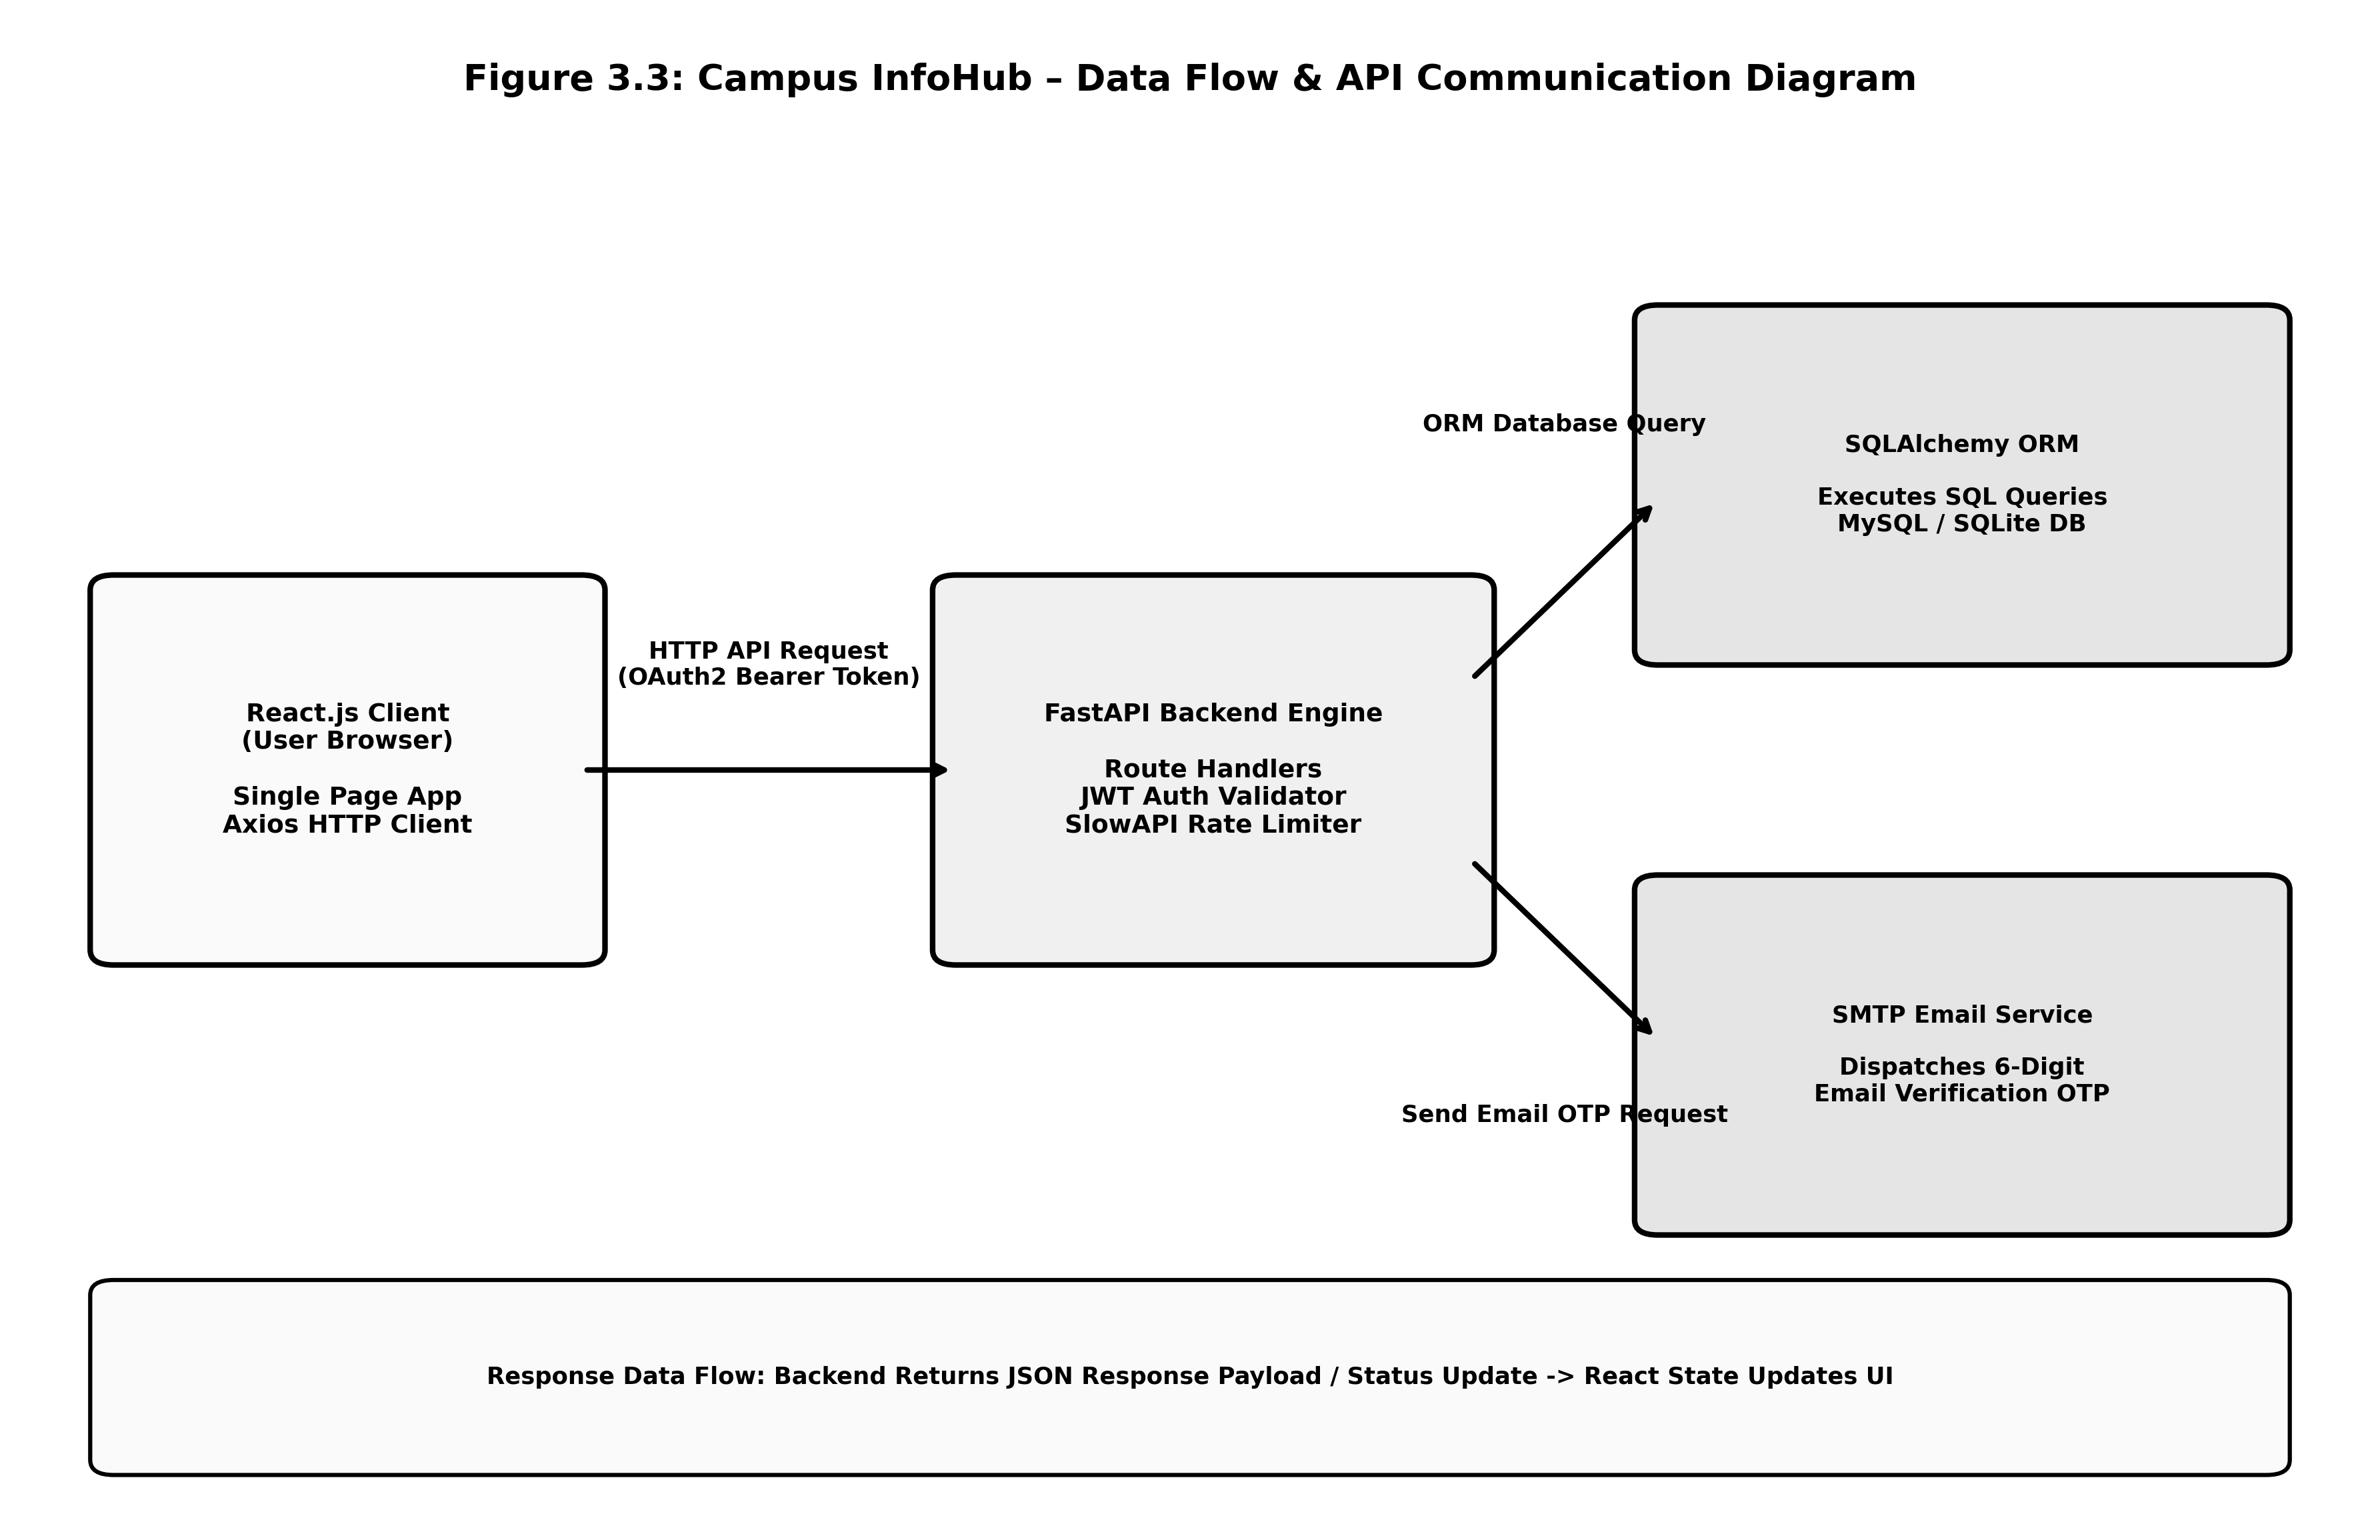 Figure 3.3: Campus InfoHub – Data Flow & API Communication Diagram
ORM Database Query
SQLAlchemy ORM
Executes SQL Queries
MySQL / SQLite DB
HTTP API Request
(OAuth2 Bearer Token)
React.js Client
(User Browser)
Single Page App
Axios HTTP Client
FastAPI Backend Engine
Route Handlers
JWT Auth Validator
SlowAPI Rate Limiter
SMTP Email Service
Dispatches 6-Digit
Email Verification OTP
Send Email OTP Request
Response Data Flow: Backend Returns JSON Response Payload / Status Update -> React State Updates UI